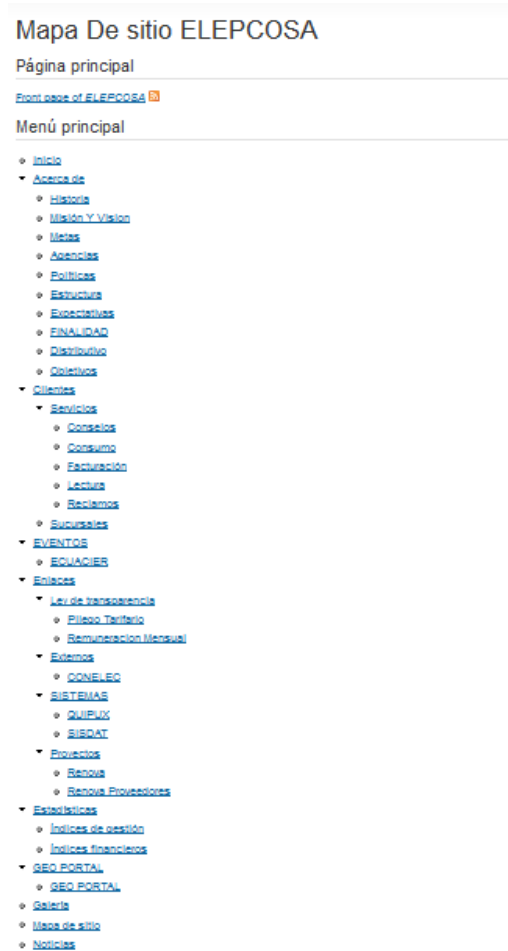 Mapa De sitio ELEPCOSA
Página principal
Front page of ELEPCOSA
Menú principal
Inicio
Acerca de
Historia
Misión Y Vision
Metas
Agencias
Políticas
Estructura
Expectativas
FINALIDAD
Distributivo
Objetivos
Clientes
Servicios
Consejos
Consumo
Facturación
Lectura
Reclamos
Sucursales
EVENTOS
ECUACIER
Enlaces
Ley de transparencia
Pliego Tarifario
Remuneracion Mensual
Externos
CONELEC
SISTEMAS
QUIPUX
SISDAT
Proyectos
Renova
Renova Proveedores
Estadísticas
Índices de gestión
Índices financieros
GEO PORTAL
GEO PORTAL
Galeria
Mapa de sitio
Noticias